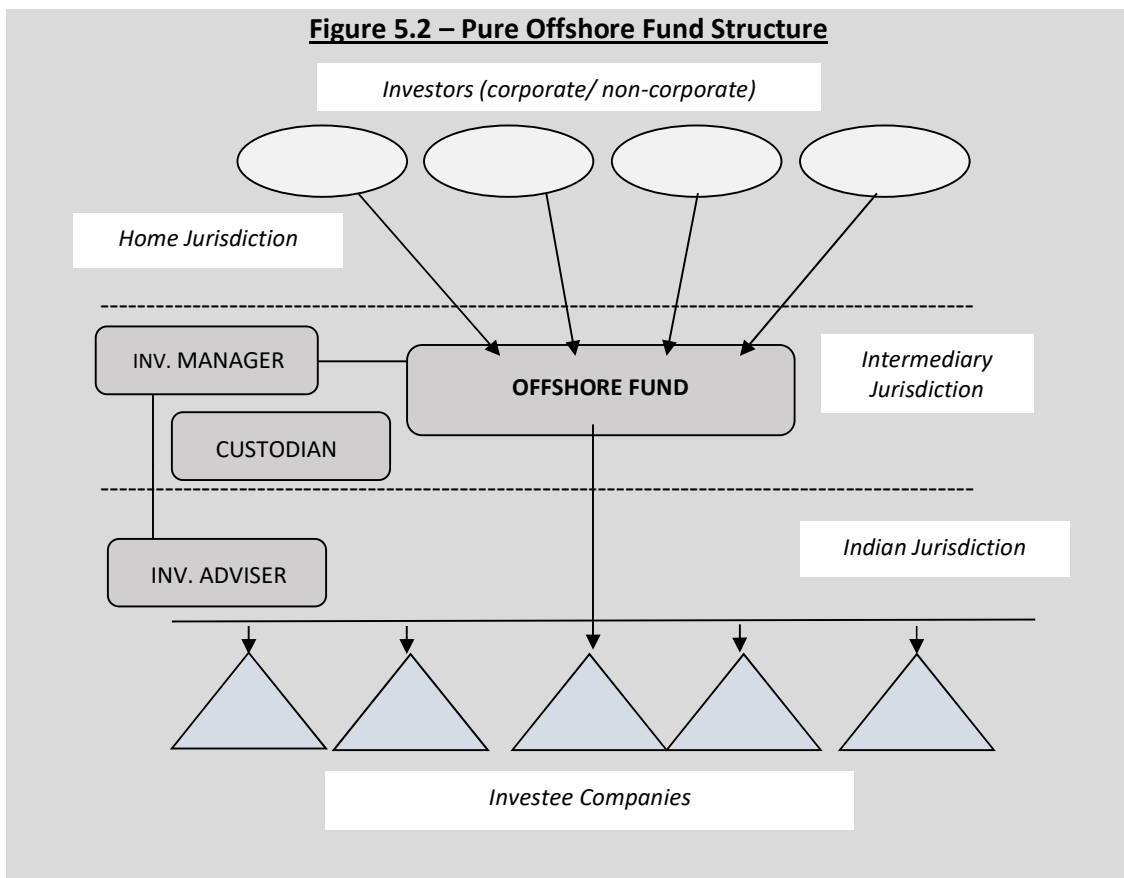 Figure 5.2 – Pure Offshore Fund Structure
Investors (corporate/ non-corporate)
Home Jurisdiction
INV. MANAGER
OFFSHORE FUND
Intermediary
Jurisdiction
CUSTODIAN
Indian Jurisdiction
INV. ADVISER
Investee Companies